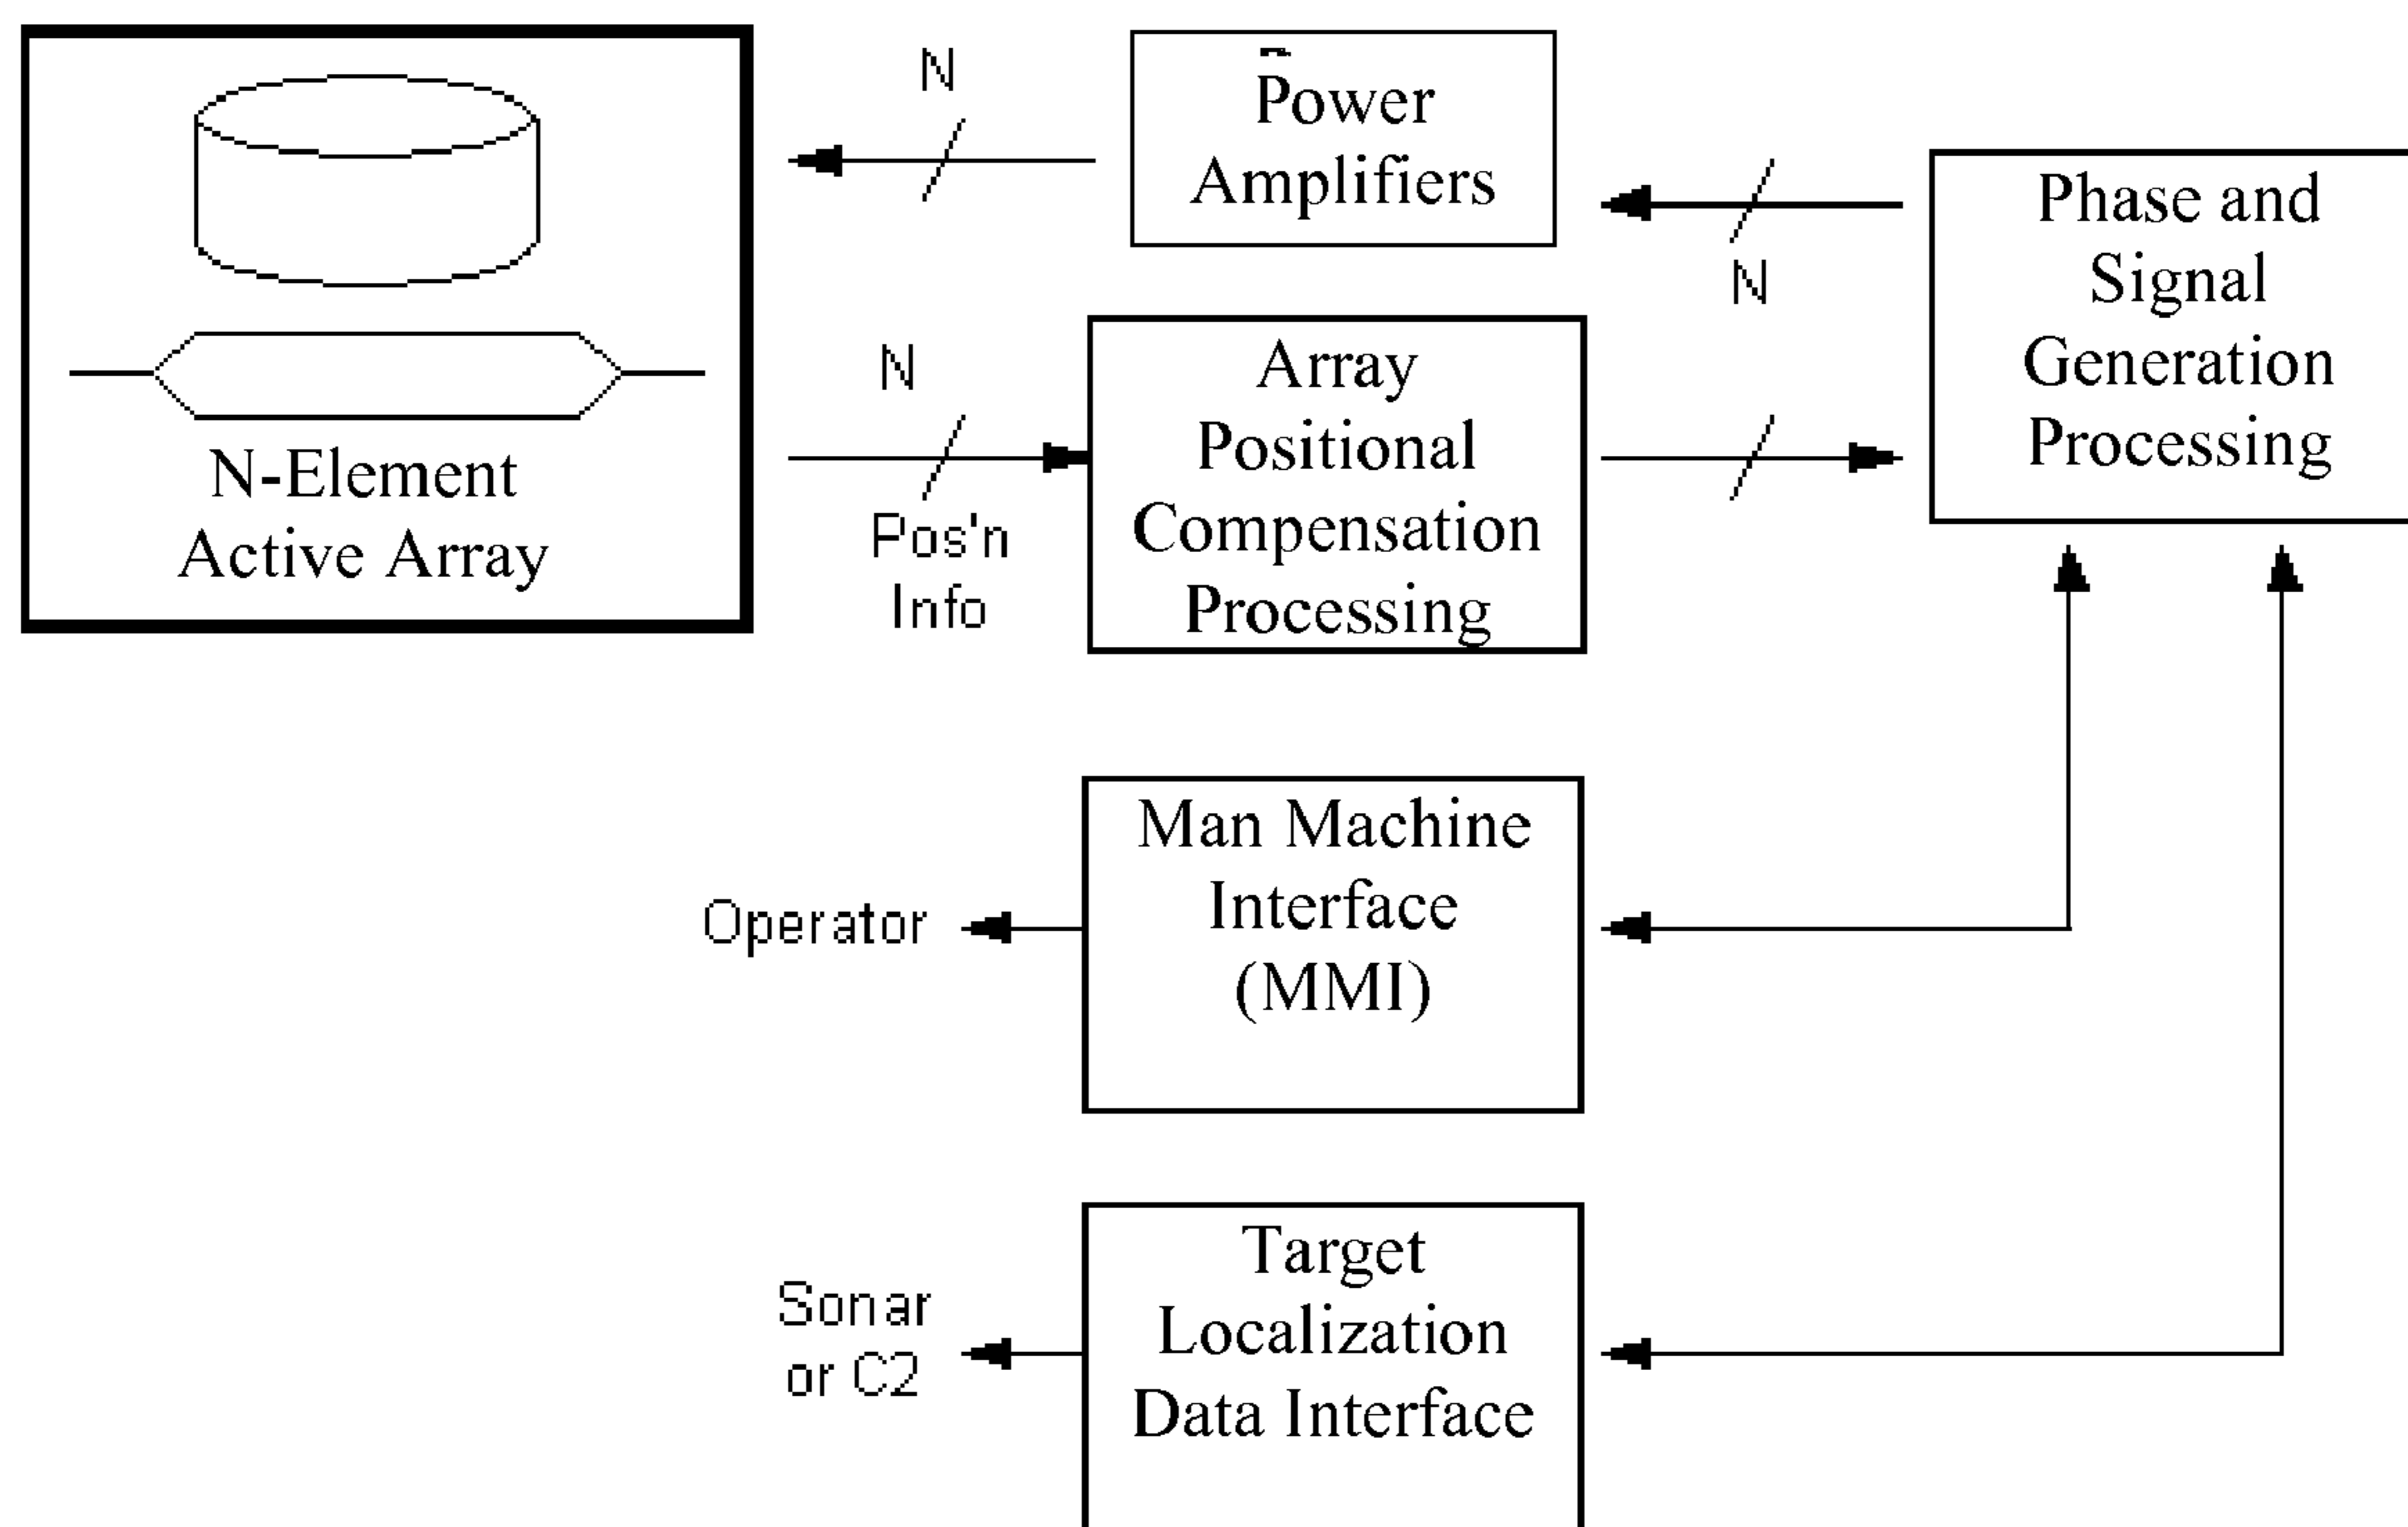 N
Power
Amplifiers
Phase and
Signal
Generation
Processing
N
N
Array
Positional
Compensation
Processing
N-Element
Active Array
Pos'n
Info
Man Machine
Interface
(MMI)
Operator
Target
Localization
Data Interface
Sonar
or C2